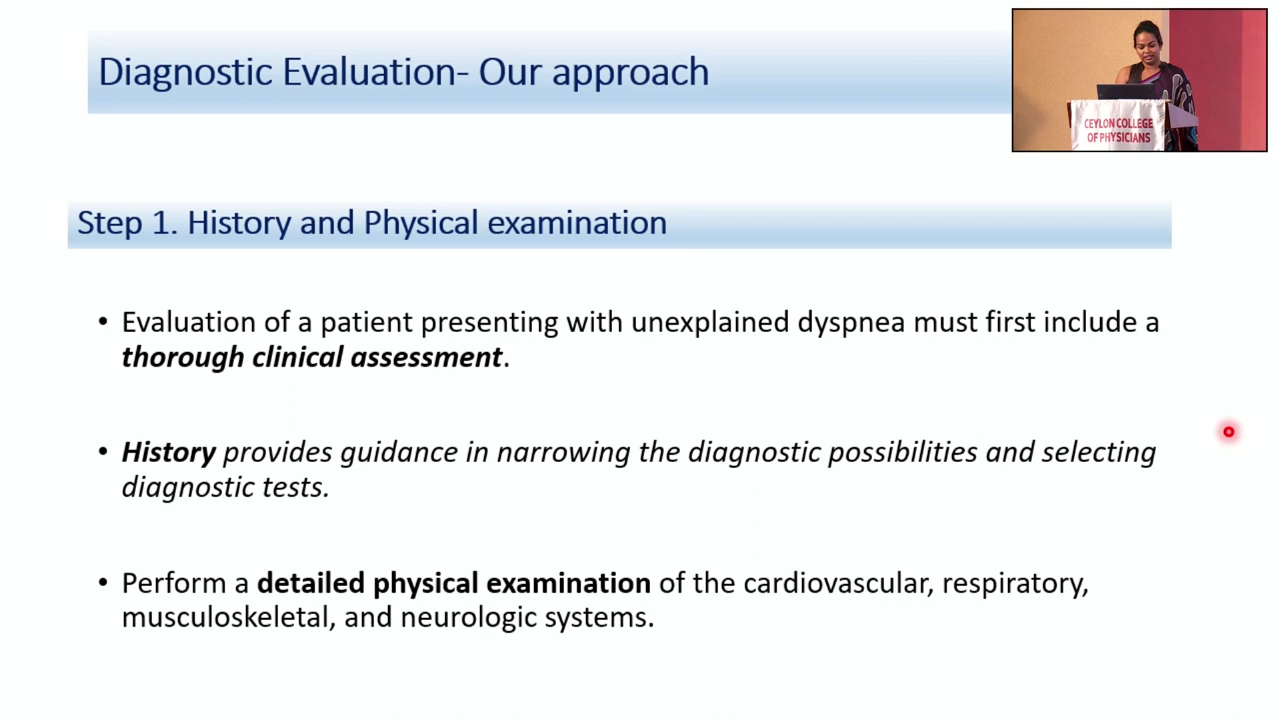 Diagnostic Evaluation- Our approach
CEYLON COLLEGE
OF PHYSICIANS
Step 1. History and Physical examination
• Evaluation of a patient presenting with unexplained dyspnea must first include a
thorough clinical assessment.
• History provides guidance in narrowing the diagnostic possibilities and selecting
diagnostic tests.
• Perform a detailed physical examination of the cardiovascular, respiratory,
musculoskeletal, and neurologic systems.